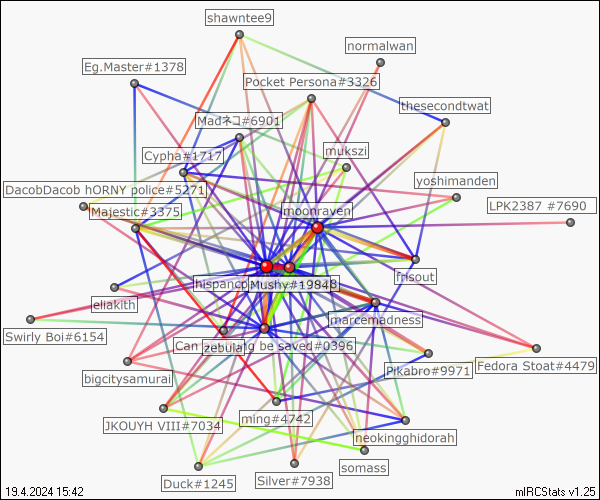 shawntee9
normalwan
Eg.Master#1378
Pocket Persona#3326
thesecondtwat
Madネコ#6901
mukszi
Cypha#1717
yoshimanden
DacobDacob hORNY police#5271
LPK2387 #7690
Majestic#3375
moonraven
frisout
hispanco
Mushy#1984
eliakith
marcemadness
Swirly Boi#6154
zebulal
be saved#0396
Pikabro#9971
Fedora Stoat#4479
bigcitysamurai
ming#4742
JKOUYH VIII#7034
neokingghidorah
somass
Duck#1245
Silver#7938
19.4.2024 15:42
mIRCStats v1.25